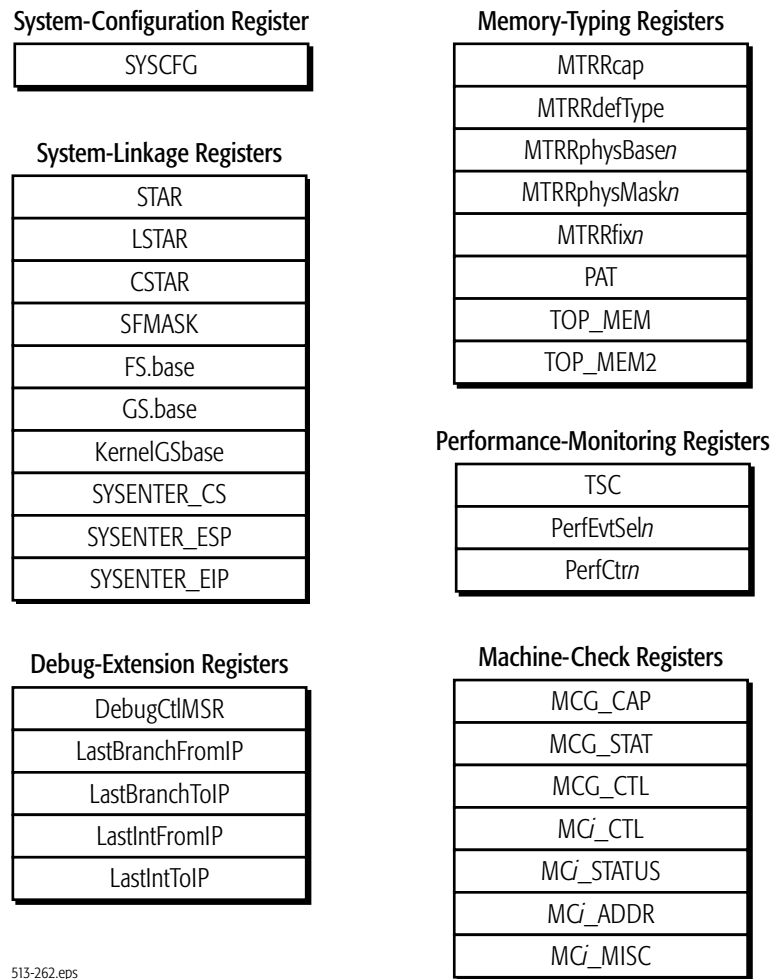 System-Configuration Register
SYSCFG
System-Linkage Registers
STAR
LSTAR
CSTAR
SFMASK
FS.base
GS.base
KernelGSbase
SYSENTER_CS
SYSENTER_ESP
SYSENTER_EIP
Debug-Extension Registers
DebugCtlMSR
LastBranchFromIP
LastBranchToIP
LastIntFromIP
LastIntToIP
513-262.eps
Memory-Typing Registers
MTRRcap
MTRRdefType
MTRRphysBasen
MTRRphysMaskn
MTRRfixn
PAT
TOP_MEM
TOP_MEM2
Performance-Monitoring Registers
TSC
PerfEvtSeln
PerfCtrn
Machine-Check Registers
MCG_CAP
MCG_STAT
MCG_CTL
MCi_CTL
MCi_STATUS
MCi_ADDR
MCi_MISC